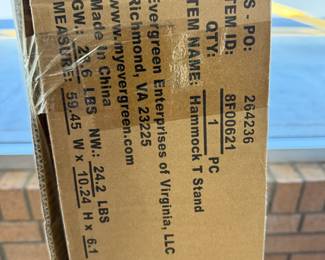 S - PO: 264236
TEM ID: 8F00621
QTY: 1 PC
TEM NAME: Hammock T Stand
Evergreen Enterprises of Virginia, LLC
Richmond, VA 23225
www.myevergreen.com
Made In China
GW.: 28.6 LBS NW.: 24.2 LBS
MEASURE: 59.45 W x 10.24 H x 6.1